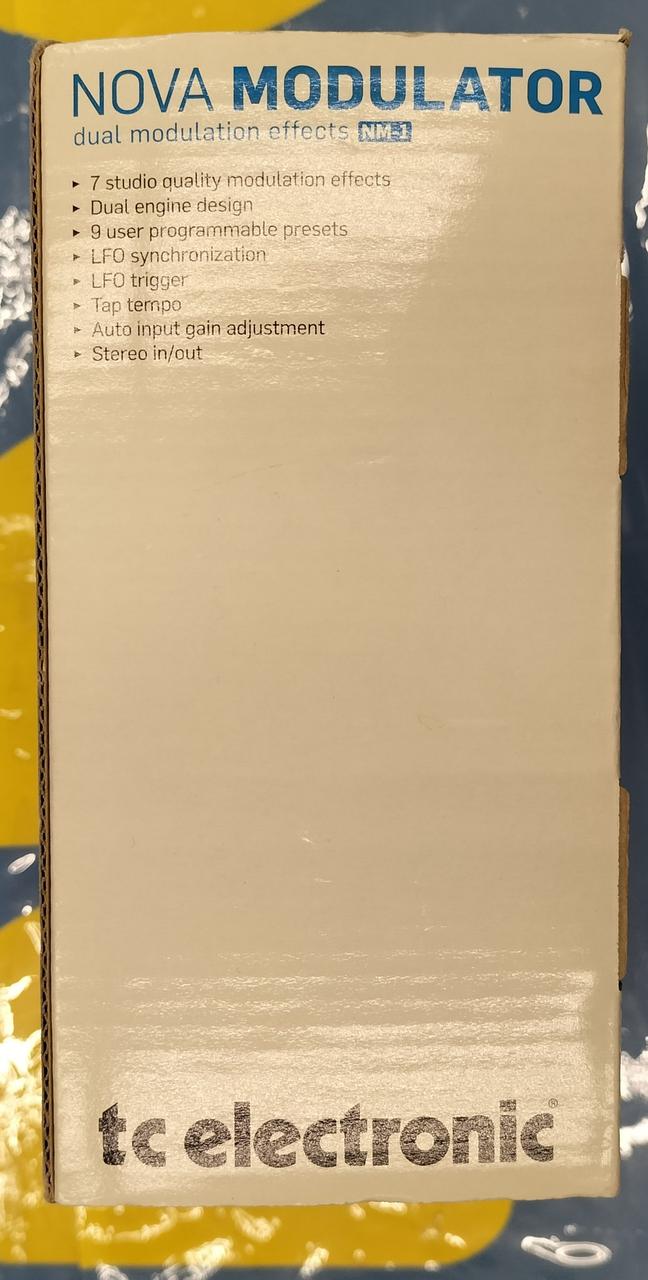 NOVA MODULATOR
dual modulation effects NM-1
▸ 7 studio quality modulation effects
▸ Dual engine design
▸ 9 user programmable presets
▸ LFO synchronization
▸ LFO trigger
▸ Tap tempo
▸ Auto input gain adjustment
▸ Stereo in/out
tc electronic®